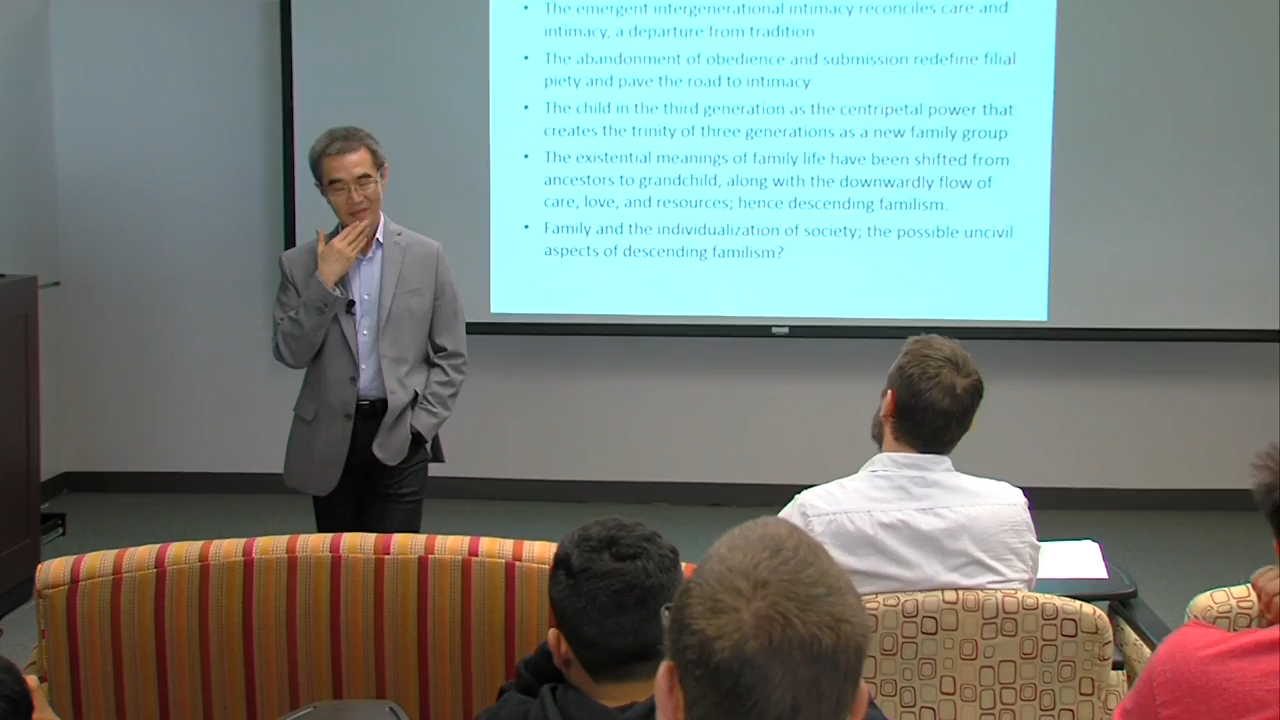 • The emergent intergenerational intimacy reconciles care and
intimacy, a departure from tradition
• The abandonment of obedience and submission redefine filial
piety and pave the road to intimacy
• The child in the third generation as the centripetal power that
creates the trinity of three generations as a new family group
• The existential meanings of family life have been shifted from
ancestors to grandchild, along with the downwardly flow of
care, love, and resources; hence descending familism.
• Family and the individualization of society; the possible uncivil
aspects of descending familism?